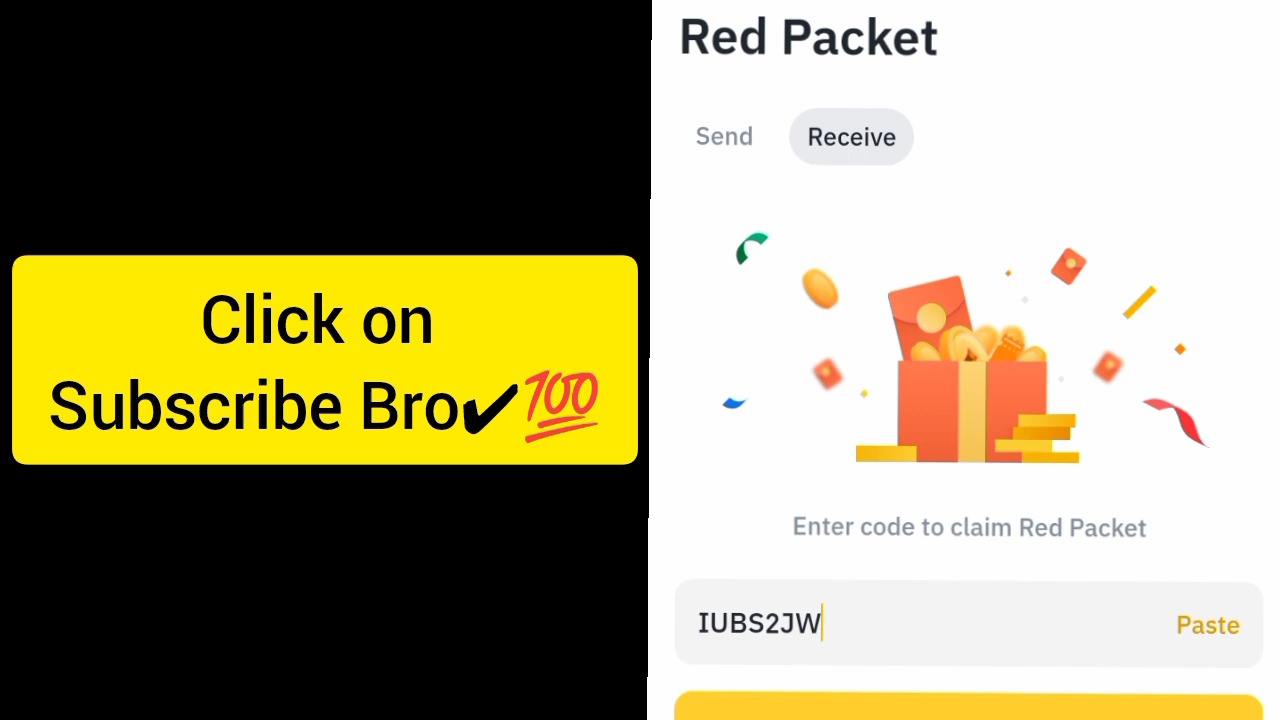 Click on
Subscribe Bro✔💯
Red Packet
Send
Receive
Enter code to claim Red Packet
IUBS2JW
Paste